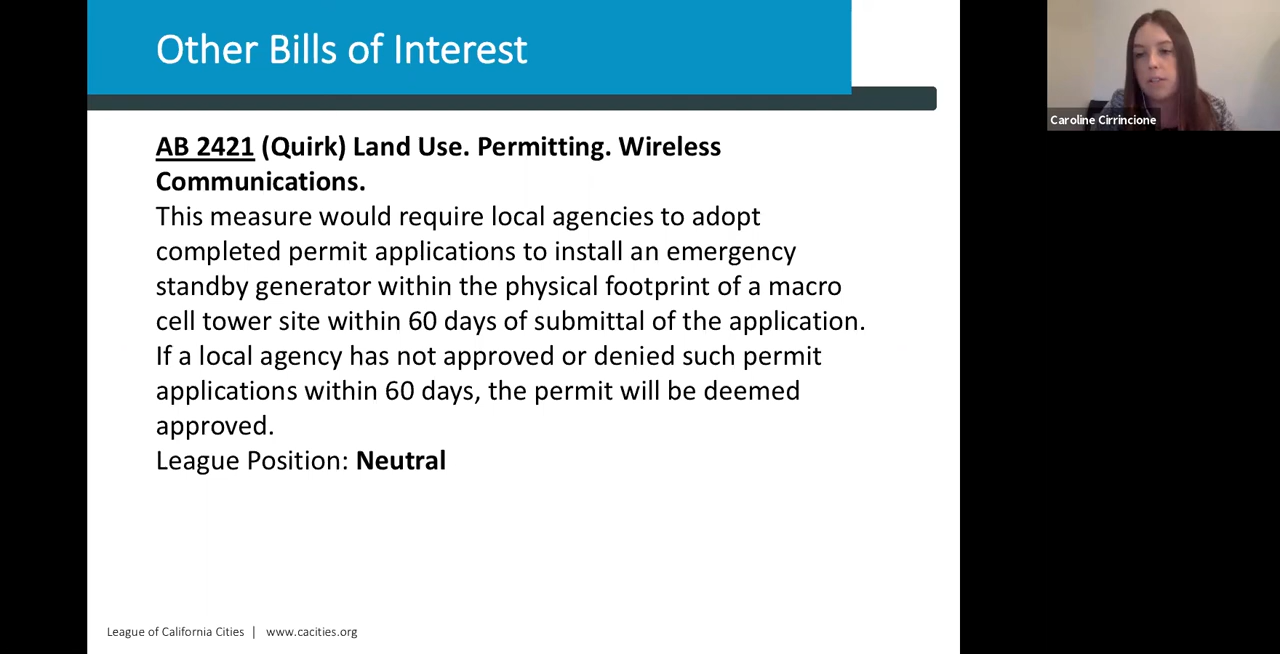 Other Bills of Interest
Caroline Cirrincione
AB 2421 (Quirk) Land Use. Permitting. Wireless
Communications.
This measure would require local agencies to adopt
completed permit applications to install an emergency
standby generator within the physical footprint of a macro
cell tower site within 60 days of submittal of the application.
If a local agency has not approved or denied such permit
applications within 60 days, the permit will be deemed
approved.
League Position: Neutral
League of California Cities | www.cacities.org